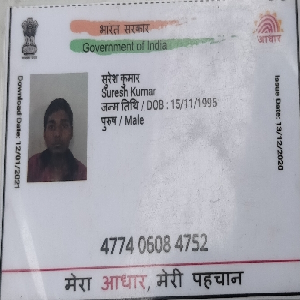 भारत सरकार
Government of India
आधार
Download Date: 12/01/2021
सुरेश कुमार
Suresh Kumar
जन्म तिथि / DOB : 15/11/1995
पुरुष / Male
Issue Date: 13/12/2020
4774 0608 4752
मेरा आधार, मेरी पहचान